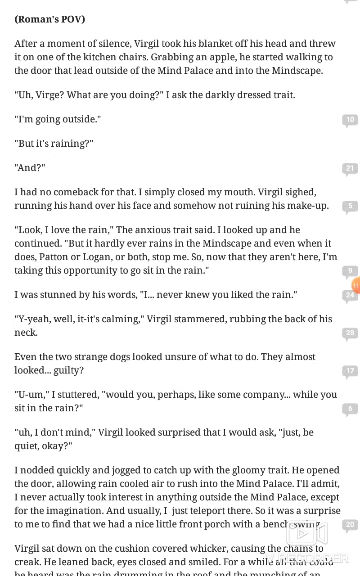 (Roman's POV)
After a moment of silence, Virgil took his blanket off his head and threw
it on one of the kitchen chairs. Grabbing an apple, he started walking to
the door that lead outside of the Mind Palace and into the Mindscape.
"Uh, Virge? What are you doing?" I ask the darkly dressed trait.
"I'm going outside."
10
"But it's raining?"
"And?"
21
I had no comeback for that. I simply closed my mouth. Virgil sighed,
running his hand over his face and somehow not ruining his make-up.
5
"Look, I love the rain," The anxious trait said. I looked up and he
continued. "But it hardly ever rains in the Mindscape and even when it
does, Patton or Logan, or both, stop me. So, now that they aren't here, I'm
taking this opportunity to go sit in the rain."
9
I was stunned by his words, "I... never knew you liked the rain."
24
"Y-yeah, well, it-it's calming," Virgil stammered, rubbing the back of his
neck.
Even the two strange dogs looked unsure of what to do. They almost
looked... guilty?
17
"U-um," I stuttered, "would you, perhaps, like some company... while you
sit in the rain?"
6
"uh, I don't mind," Virgil looked surprised that I would ask, "just, be
quiet, okay?"
I nodded quickly and jogged to catch up with the gloomy trait. He opened
the door, allowing rain cooled air to rush into the Mind Palace. I'll admit,
I never actually took interest in anything outside the Mind Palace, except
for the imagination. And usually, I just teleport there. So it was a surprise
to me to find that we had a nice little front porch with a bench swing.
20
Virgil sat down on the cushion covered whicker, causing the chains to
creak. He leaned back, eyes closed and smiled. For a while all that could
be heard was the rain drumming in the roof and the munching of an